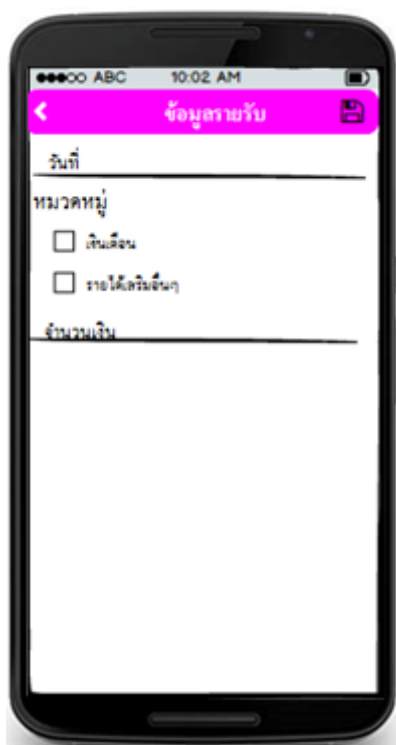 ABC 10:02 AM
ข้อมูลรายรับ
วันที่
หมวดหมู่
เงินเดือน
รายได้เสริมอื่นๆ
จำนวนเงิน